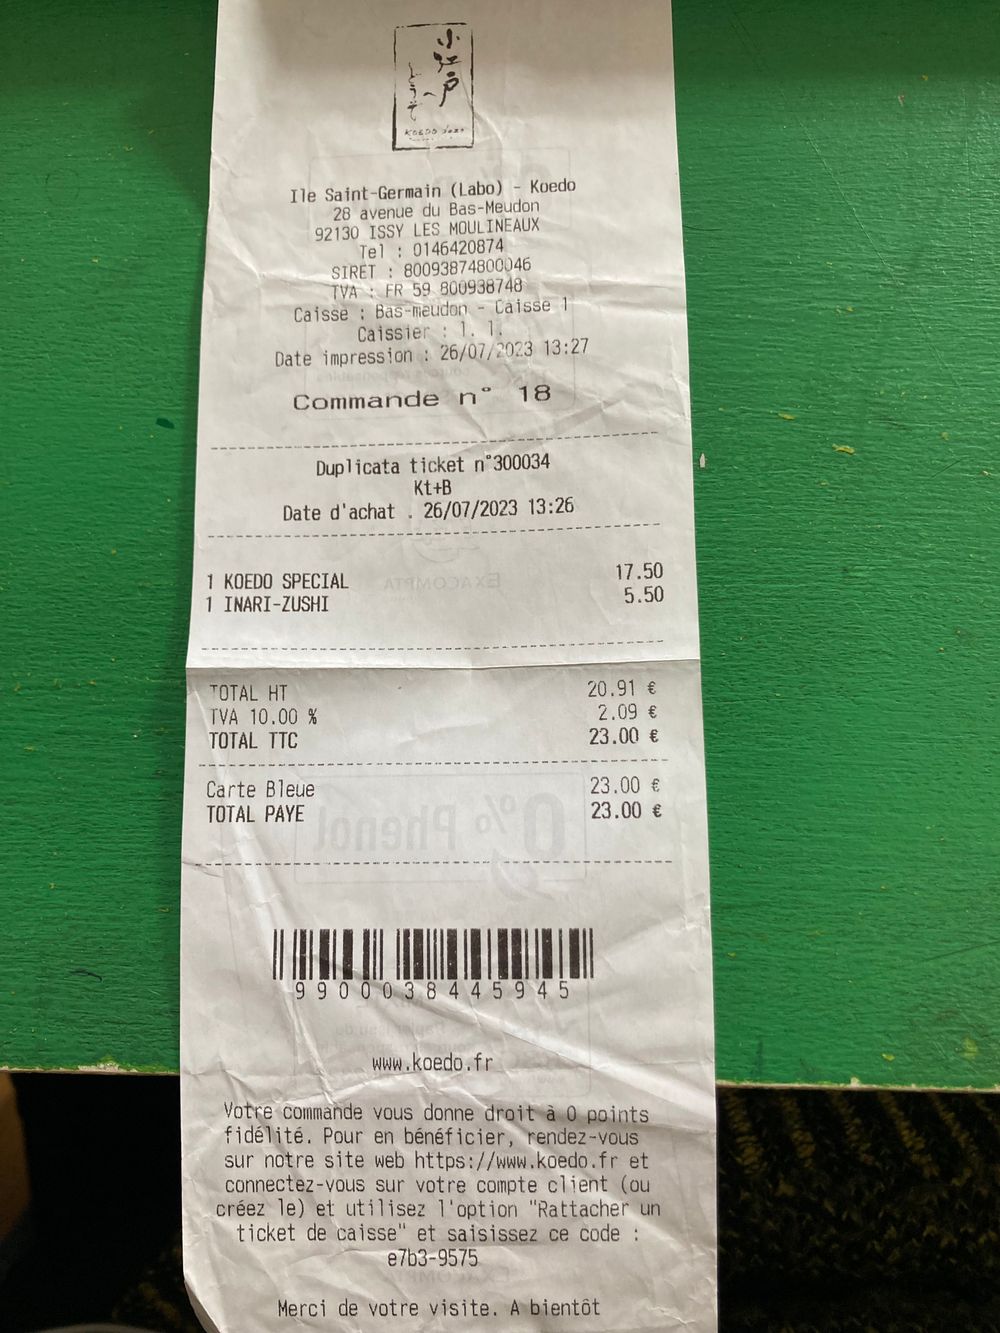 小江戸
KOEDO
Ile Saint-Germain (Labo) - Koedo
28 avenue du Bas-Meudon
92130 ISSY LES MOULINEAUX
Tel : 0146420874
SIRET : 80093874800046
TVA : FR 59 800938748
Caisse : Bas-meudon - Caisse 1
Caissier : 1. 1.
Date impression : 26/07/2023 13:27
Commande n° 18
Duplicata ticket n°300034
Kt+B
Date d'achat . 26/07/2023 13:26
1 KOEDO SPECIAL 17.50
1 INARI-ZUSHI 5.50
TOTAL HT 20.91 €
TVA 10.00 % 2.09 €
TOTAL TTC 23.00 €
Carte Bleue 23.00 €
TOTAL PAYE 23.00 €
0% Phenol
9900038445945
www.koedo.fr
Votre commande vous donne droit à 0 points
fidélité. Pour en bénéficier, rendez-vous
sur notre site web https://www.koedo.fr et
connectez-vous sur votre compte client (ou
créez le) et utilisez l'option "Rattacher un
ticket de caisse" et saisissez ce code :
e7b3-9575
EXACOMPTA
Merci de votre visite. A bientôt